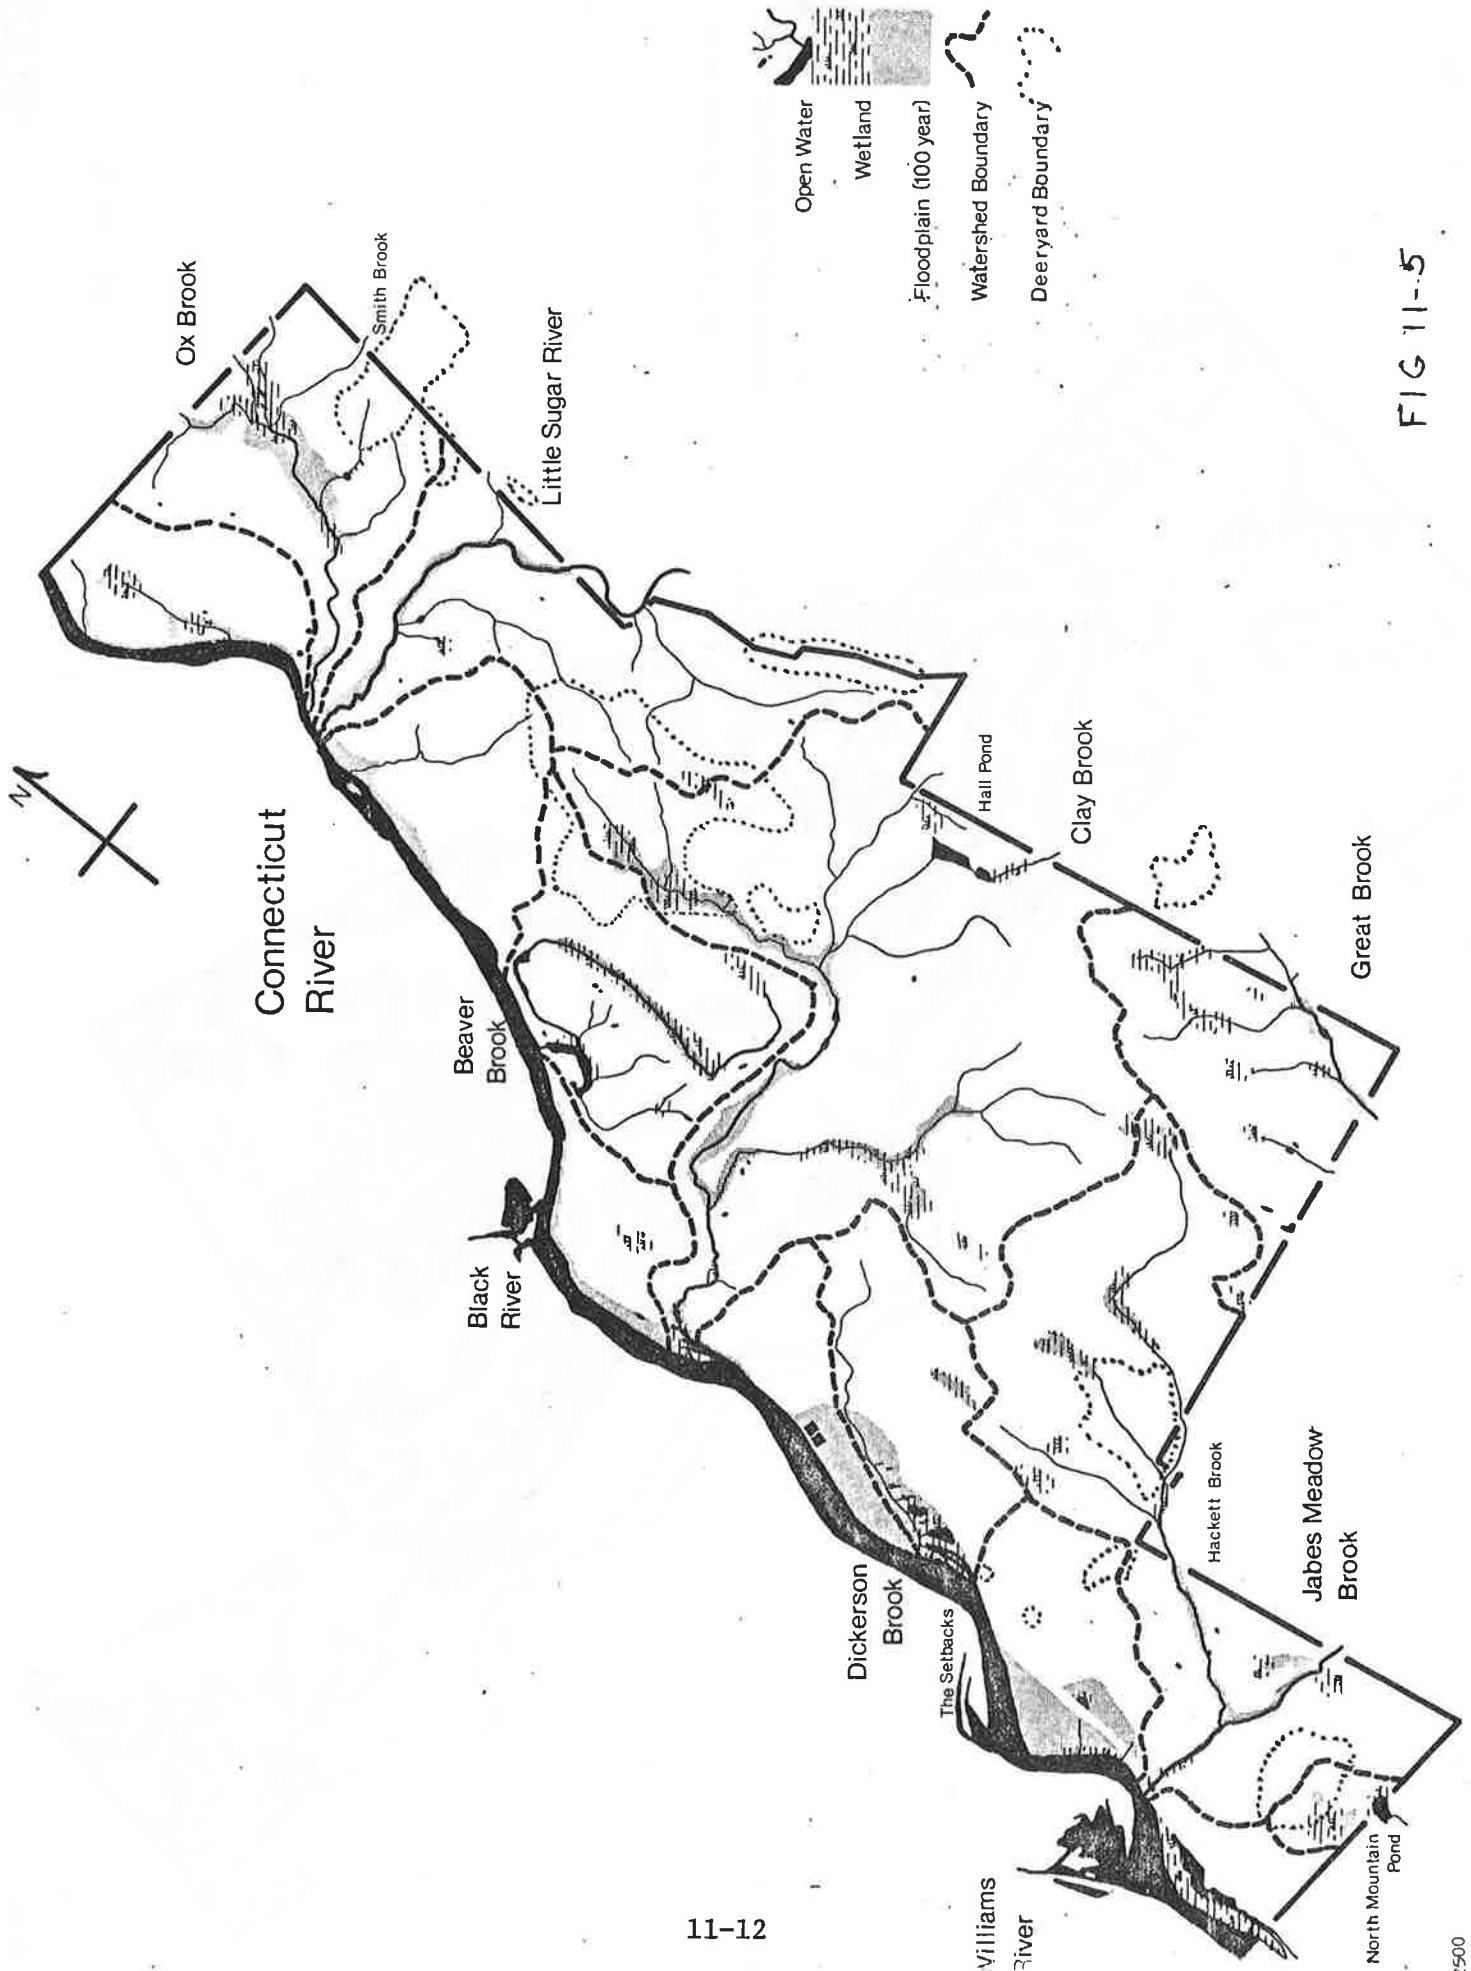 Open Water
Wetland
Floodplain (100 year)
Watershed Boundary
Deeryard Boundary
Ox Brook
Smith Brook
Little Sugar River
FIG 11-5
N
Connecticut
River
Hall Pond
Clay Brook
Great Brook
Beaver
Brook
Black
River
Hackett Brook
Jabes Meadow
Brook
Dickerson
Brook
The Setbacks
North Mountain
Pond
Williams
River
11-12
2500